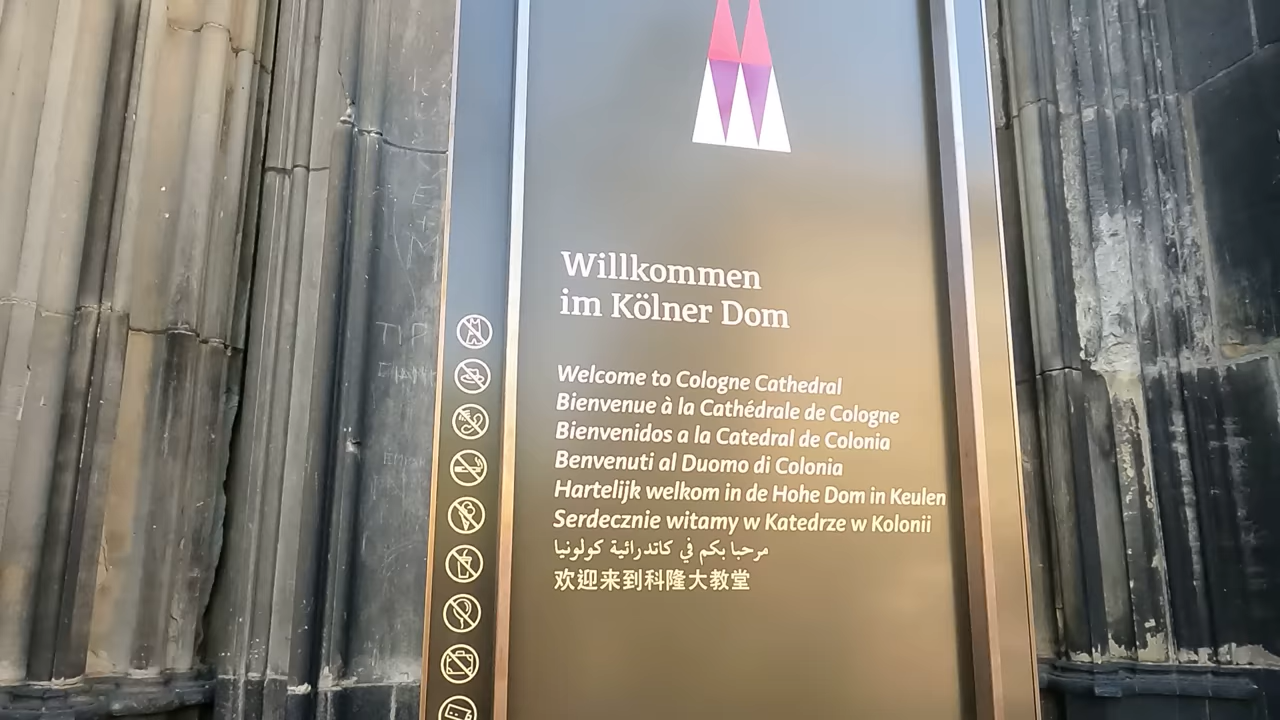 Willkommen
im Kölner Dom
Welcome to Cologne Cathedral
Bienvenue à la Cathédrale de Cologne
Bienvenidos a la Catedral de Colonia
Benvenuti al Duomo di Colonia
Hartelijk welkom in de Hohe Dom in Keulen
Serdecznie witamy w Katedrze w Kolonii
مرحبا بكم في كاتدرائية كولونيا
欢迎来到科隆大教堂